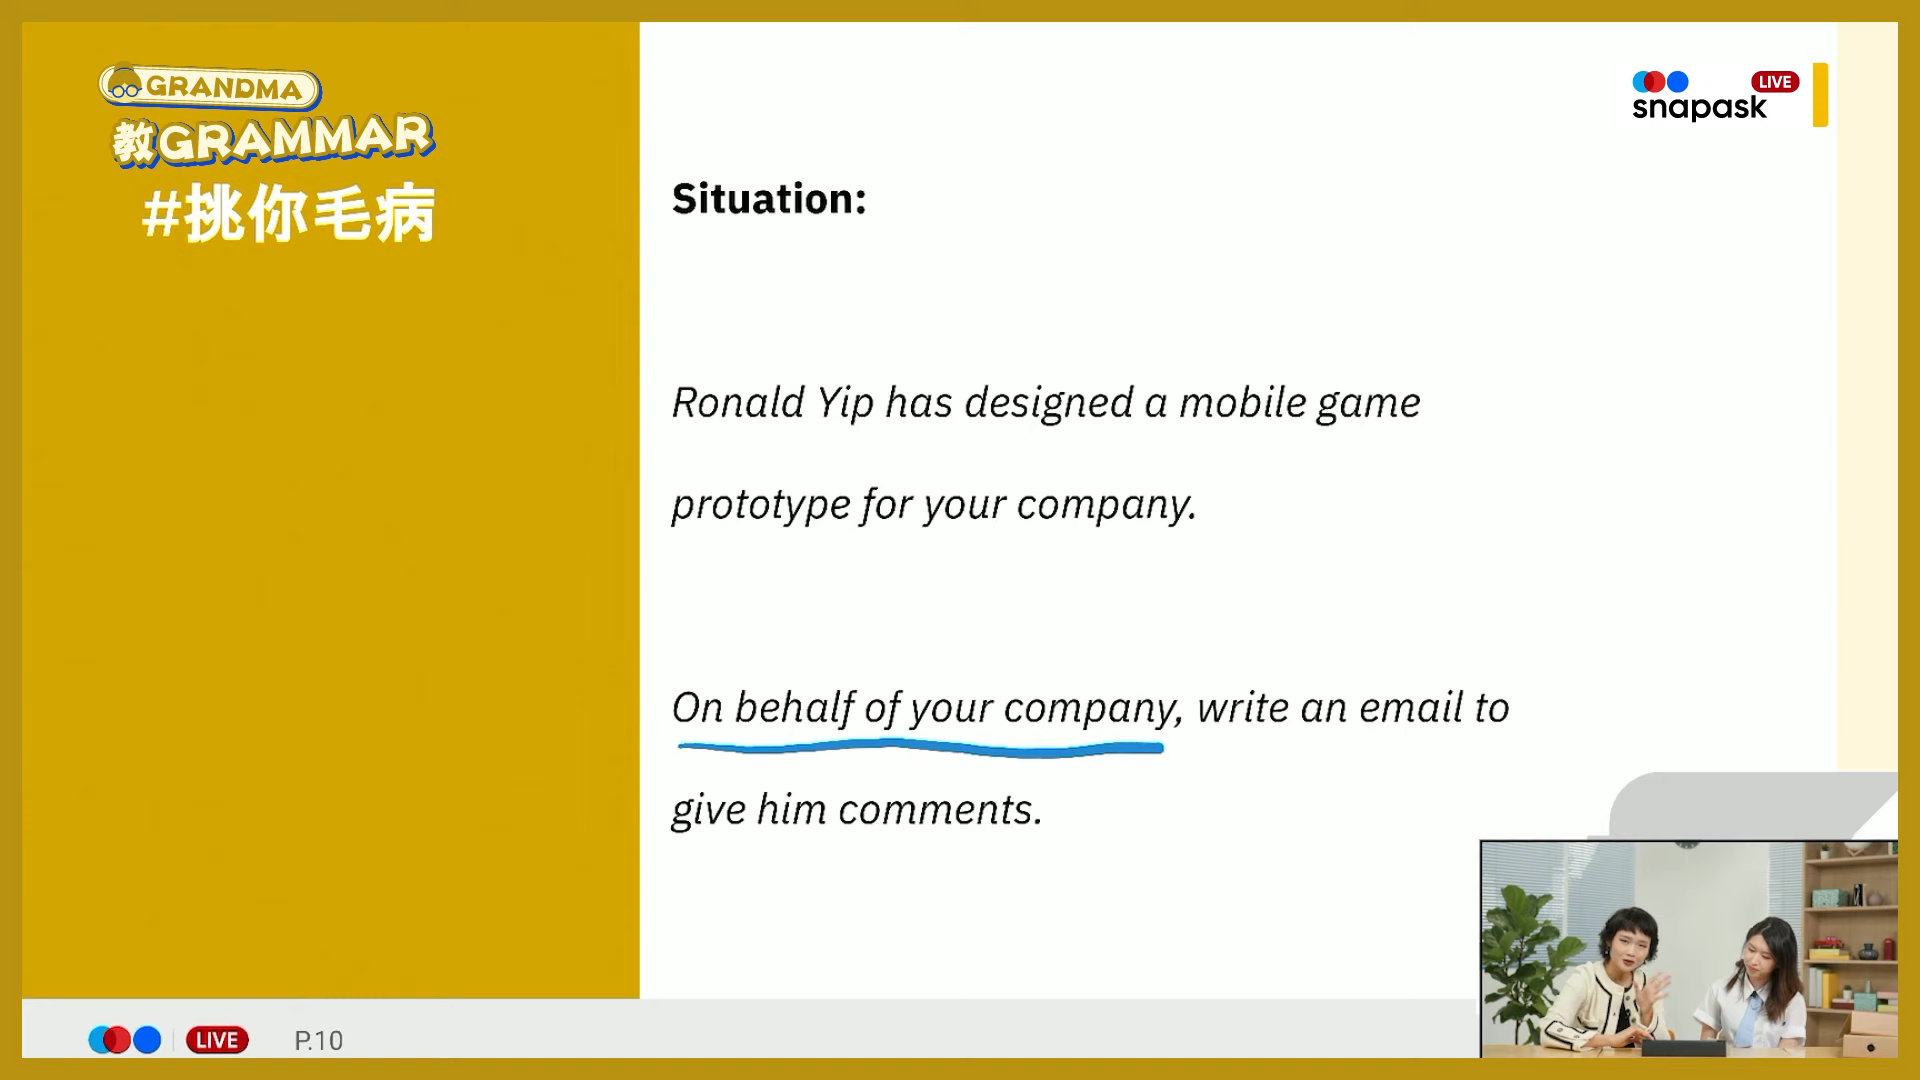 GRANDMA
教GRAMMAR
#挑你毛病
LIVE
snapask
Situation:
Ronald Yip has designed a mobile game
prototype for your company.
On behalf of your company, write an email to
give him comments.
LIVE
P.10